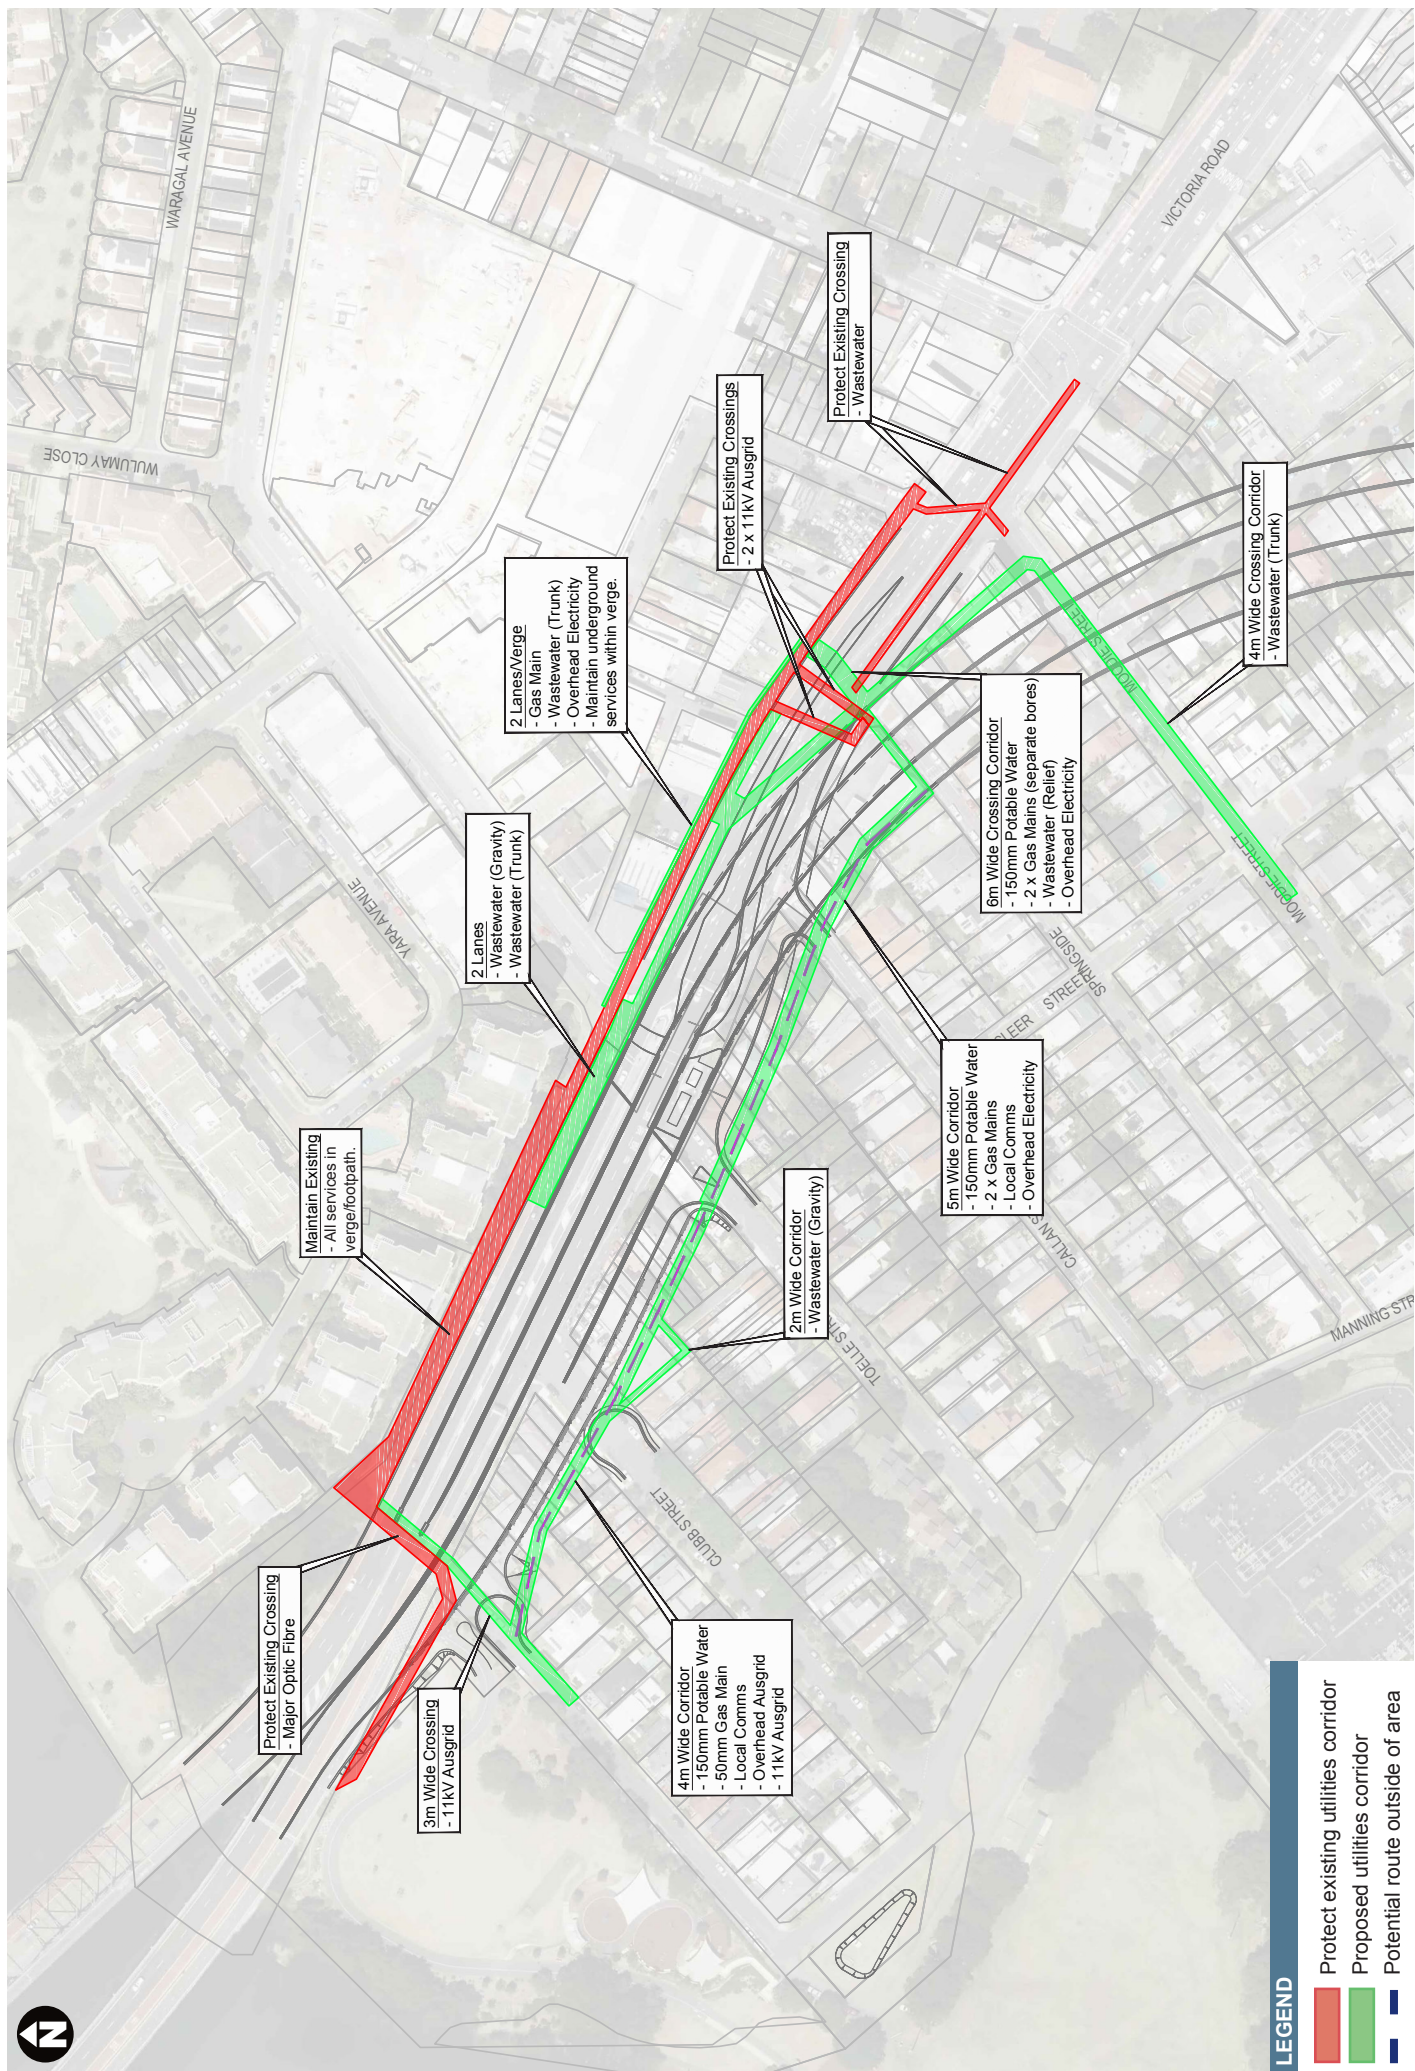 N
WARAGAL AVENUE
WULUMAY CLOSE
YARA AVENUE
VICTORIA ROAD
Protect Existing Crossing
- Major Optic Fibre
Maintain Existing
- All services in
verge/footpath.
2 Lanes
- Wastewater (Gravity)
- Wastewater (Trunk)
2 Lanes/Verge
- Gas Main
- Wastewater (Trunk)
- Overhead Electricity
- Maintain underground
services within verge.
Protect Existing Crossings
- 2 x 11kV Ausgrid
Protect Existing Crossing
- Wastewater
3m Wide Crossing
- 11kV Ausgrid
4m Wide Corridor
- 150mm Potable Water
- 50mm Gas Main
- Local Comms
- Overhead Ausgrid
- 11kV Ausgrid
2m Wide Corridor
- Wastewater (Gravity)
5m Wide Corridor
- 150mm Potable Water
- 2 x Gas Mains
- Local Comms
- Overhead Electricity
6m Wide Crossing Corridor
- 150mm Potable Water
- 2 x Gas Mains (separate bores)
- Wastewater (Relief)
- Overhead Electricity
4m Wide Crossing Corridor
- Wastewater (Trunk)
CLUBB STREET
TOELLE STR
CALLAN S
MANNING STR
LEER STREET
SPRINGSIDE
MOODIE STREET
MOODIE
MOODIE STREET
MOO
LEGEND
Protect existing utilities corridor
Proposed utilities corridor
Potential route outside of area